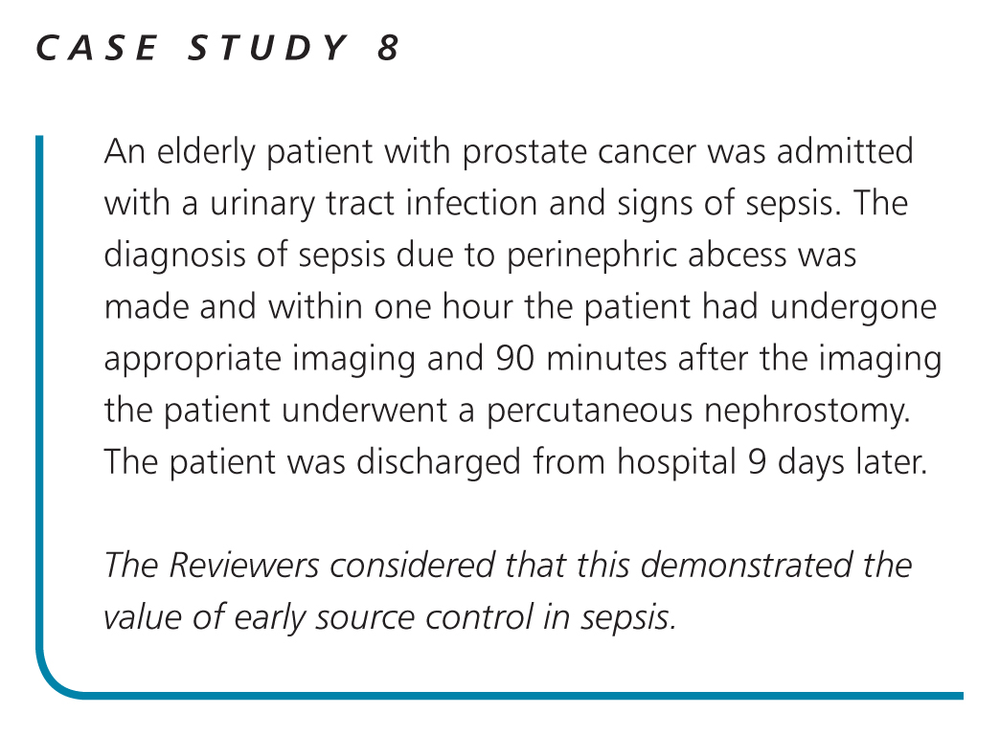 CASE STUDY 8
An elderly patient with prostate cancer was admitted
with a urinary tract infection and signs of sepsis. The
diagnosis of sepsis due to perinephric abcess was
made and within one hour the patient had undergone
appropriate imaging and 90 minutes after the imaging
the patient underwent a percutaneous nephrostomy.
The patient was discharged from hospital 9 days later.
The Reviewers considered that this demonstrated the
value of early source control in sepsis.